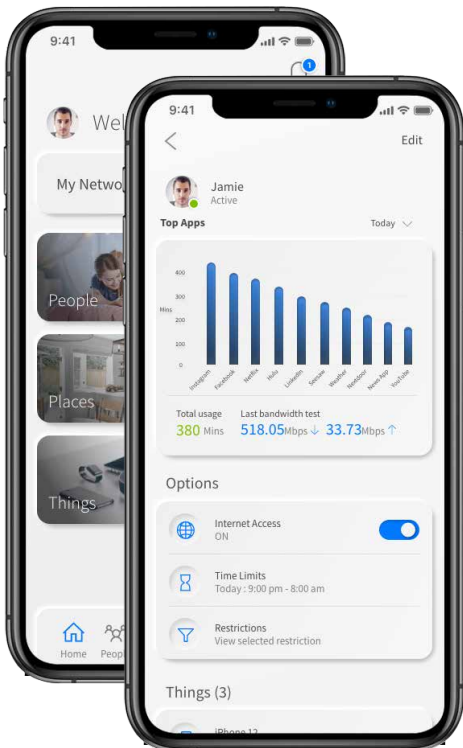 9:41
1
Wel
My Netwo
People
Places
Things
Home Peopl
9:41
Edit
Jamie
Active
Top Apps Today
400
300
Mins
200
100
0
Instagram Facebook Netflix Hulu LinkedIn Seesaw Weather Nextdoor News App YouTube
Total usage Last bandwidth test
380 Mins 518.05Mbps ↓ 33.73Mbps ↑
Options
Internet Access
ON
Time Limits
Today : 9:00 pm - 8:00 am
Restrictions
View selected restriction
Things (3)
iPhone 12